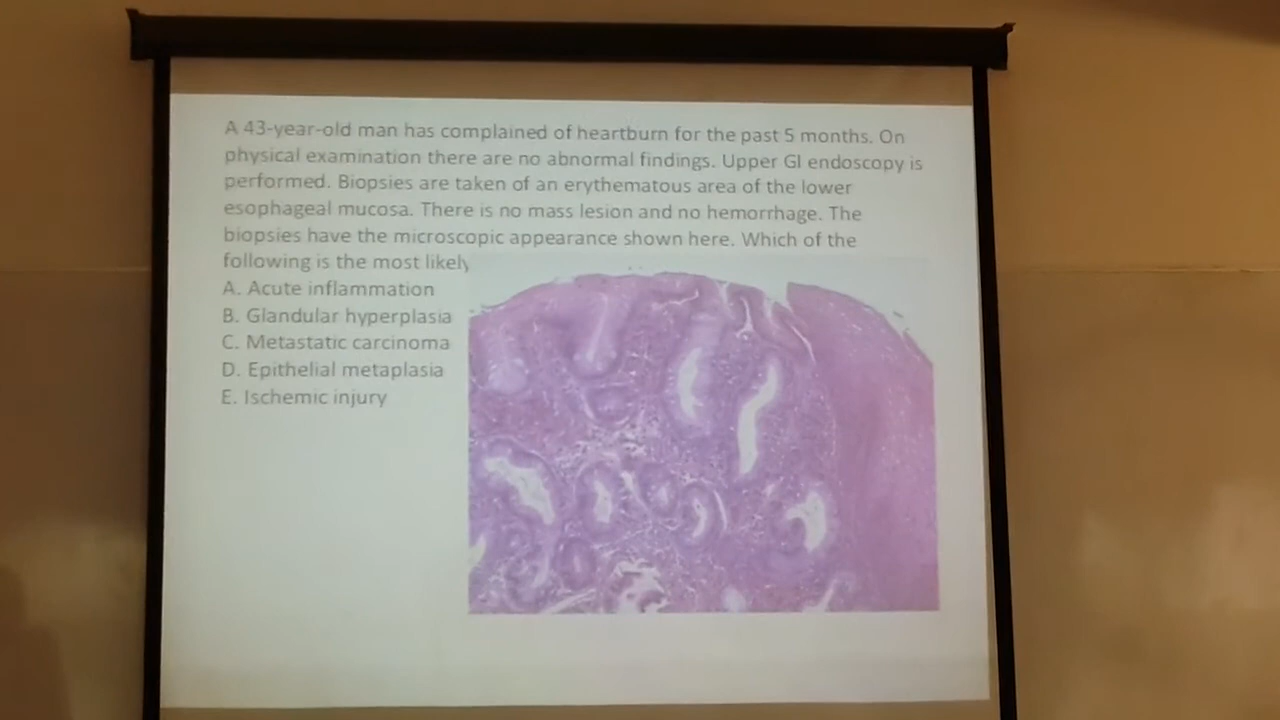 A 43-year-old man has complained of heartburn for the past 5 months. On
physical examination there are no abnormal findings. Upper GI endoscopy is
performed. Biopsies are taken of an erythematous area of the lower
esophageal mucosa. There is no mass lesion and no hemorrhage. The
biopsies have the microscopic appearance shown here. Which of the
following is the most likely
A. Acute inflammation
B. Glandular hyperplasia
C. Metastatic carcinoma
D. Epithelial metaplasia
E. Ischemic injury